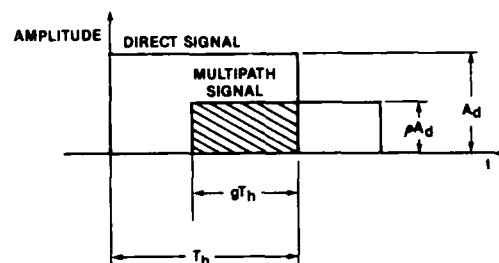 AMPLITUDE
DIRECT SIGNAL
MULTIPATH
SIGNAL
A_d
ρA_d
t
gT_h
T_h